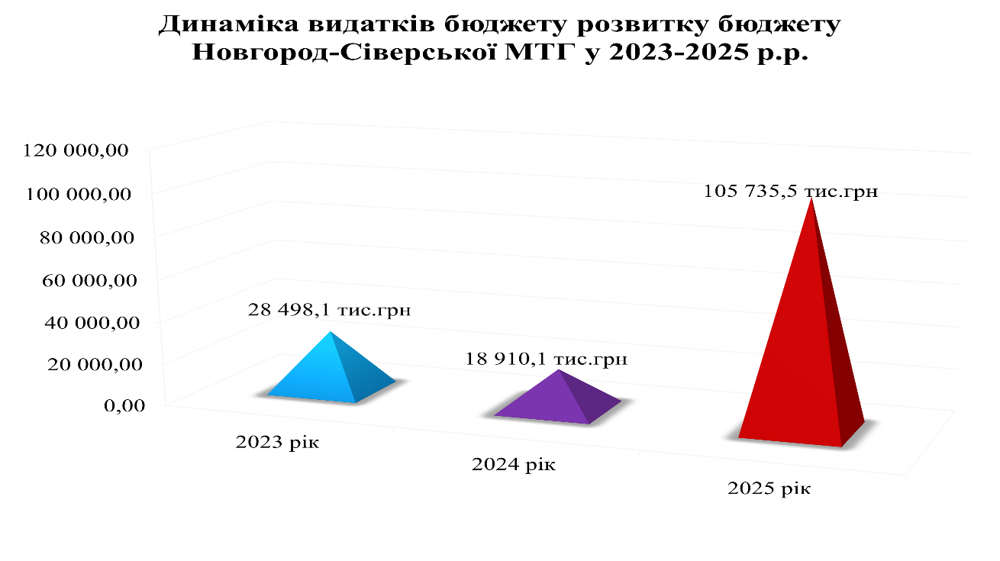 Динаміка видатків бюджету розвитку бюджету
Новгород-Сіверської МТГ у 2023-2025 р.р.
120 000,00
100 000,00
80 000,00
60 000,00
40 000,00
20 000,00
0,00
28 498,1 тис.грн
18 910,1 тис.грн
105 735,5 тис.грн
2023 рік
2024 рік
2025 рік